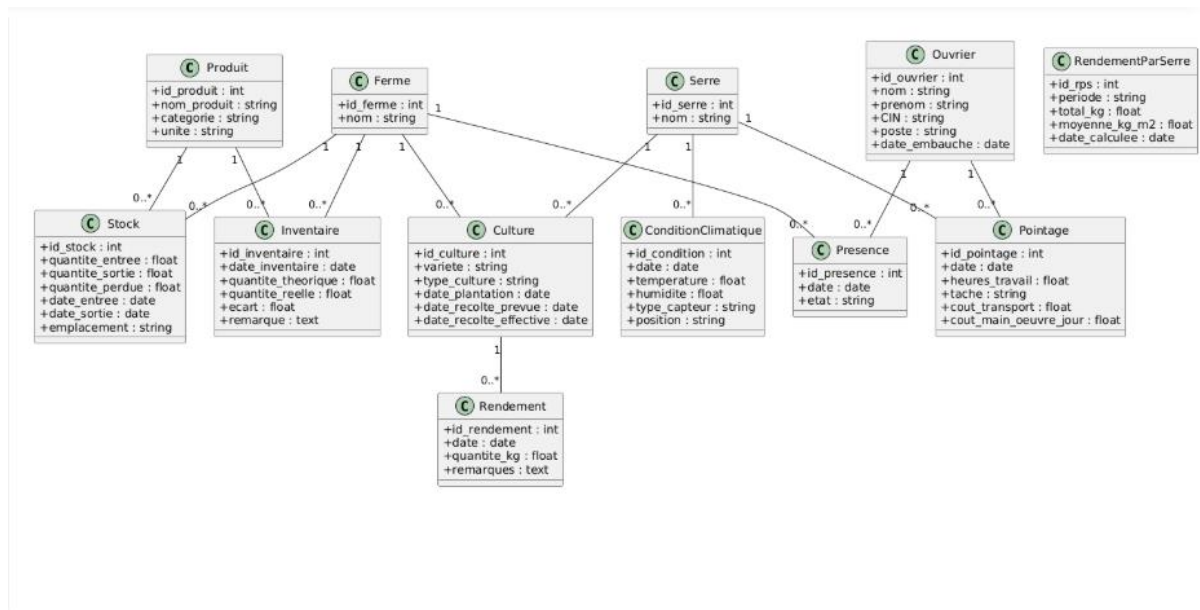 C Produit
+id_produit : int
+nom_produit : string
+categorie : string
+unite : string
C Ferme
+id_ferme : int
+nom : string
C Serre
+id_serre : int
+nom : string
C Ouvrier
+id_ouvrier : int
+nom : string
+prenom : string
+CIN : string
+poste : string
+date_embauche : date
C RendementParSerre
+id_rps : int
+periode : string
+total_kg : float
+moyenne_kg_m2 : float
+date_calculee : date
1
1
1
1
1
1
1
1
1
1
1
0..*
0..*
0..*
0..*
0..*
0..*
0..*
0..*
0..*
0..*
0..*
C Stock
+id_stock : int
+quantite_entree : float
+quantite_sortie : float
+quantite_perdue : float
+date_entree : date
+date_sortie : date
+emplacement : string
C Inventaire
+id_inventaire : int
+date_inventaire : date
+quantite_theorique : float
+quantite_reelle : float
+ecart : float
+remarque : text
C Culture
+id_culture : int
+variete : string
+type_culture : string
+date_plantation : date
+date_recolte_prevue : date
+date_recolte_effective : date
C ConditionClimatique
+id_condition : int
+date : date
+temperature : float
+humidite : float
+type_capteur : string
+position : string
C Presence
+id_presence : int
+date : date
+etat : string
C Pointage
+id_pointage : int
+date : date
+heures_travail : float
+tache : string
+cout_transport : float
+cout_main_oeuvre_jour : float
1
0..*
C Rendement
+id_rendement : int
+date : date
+quantite_kg : float
+remarques : text